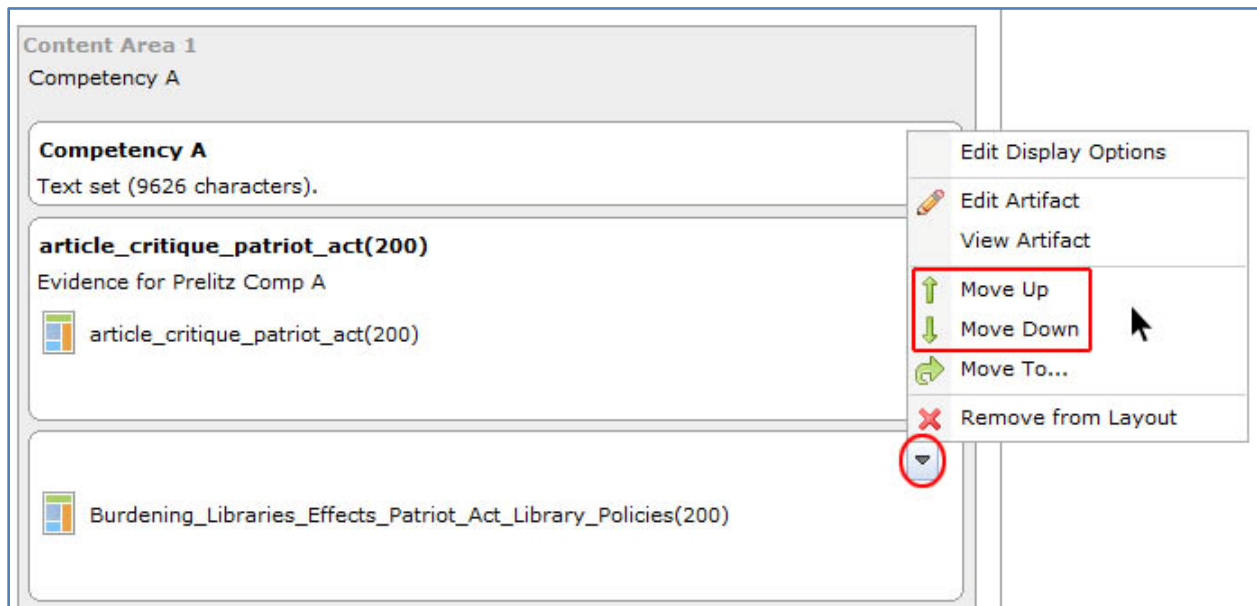 Content Area 1
Competency A
Competency A
Text set (9626 characters).
article_critique_patriot_act(200)
Evidence for Prelitz Comp A
article_critique_patriot_act(200)
Burdening_Libraries_Effects_Patriot_Act_Library_Policies(200)
Edit Display Options
Edit Artifact
View Artifact
Move Up
Move Down
Move To...
Remove from Layout